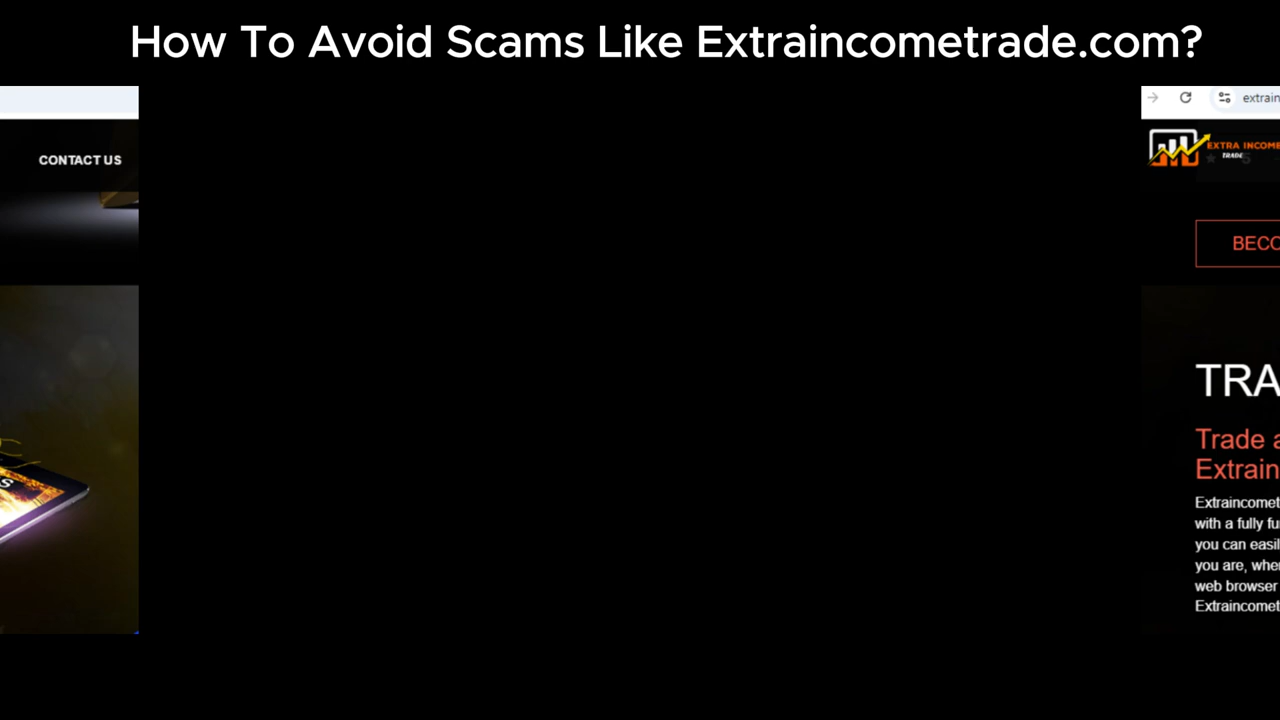 How To Avoid Scams Like Extraincometrade.com?
extrain
CONTACT US
EXTRA INCOME
TRADE
BECO
TRA
Trade a
Extrain
Extraincomet
with a fully fu
you can easil
you are, whe
web browser
Extraincomet